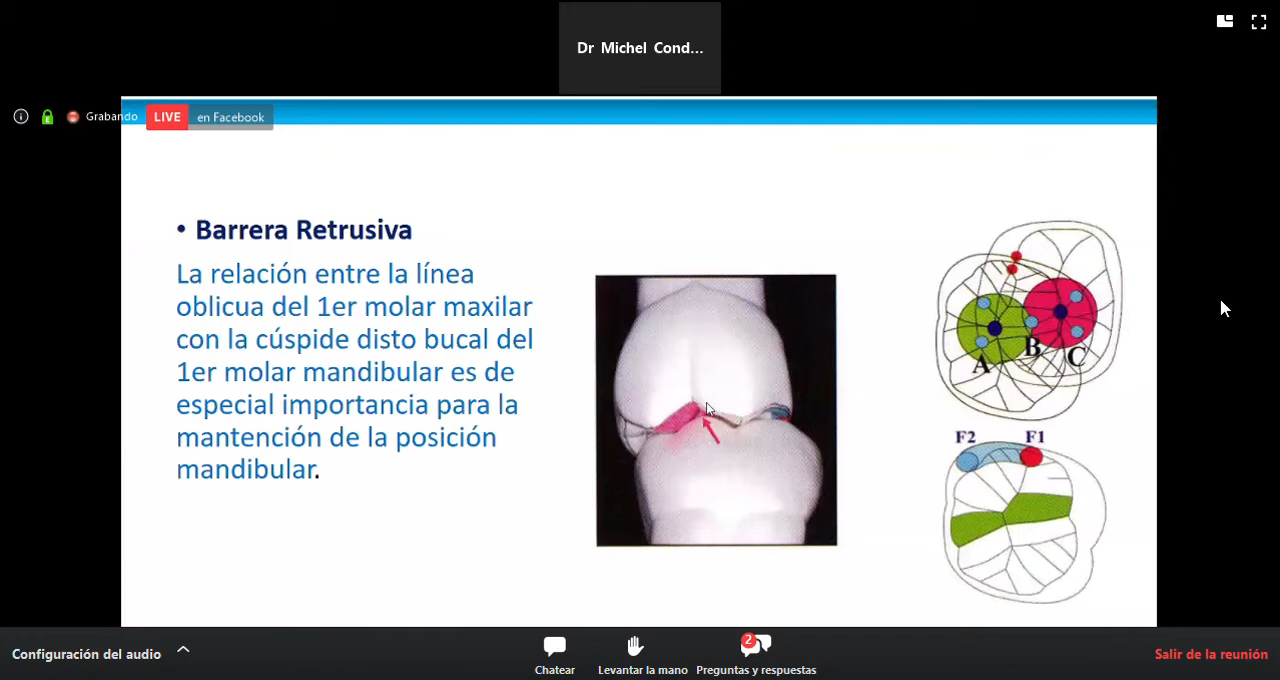 Dr Michel Cond...
Grabando
LIVE en Facebook
• Barrera Retrusiva
La relación entre la línea
oblicua del 1er molar maxilar
con la cúspide disto bucal del
1er molar mandibular es de
especial importancia para la
mantención de la posición
mandibular.
A B C
F2 F1
Configuración del audio
Chatear
Levantar la mano
2
Preguntas y respuestas
Salir de la reunión